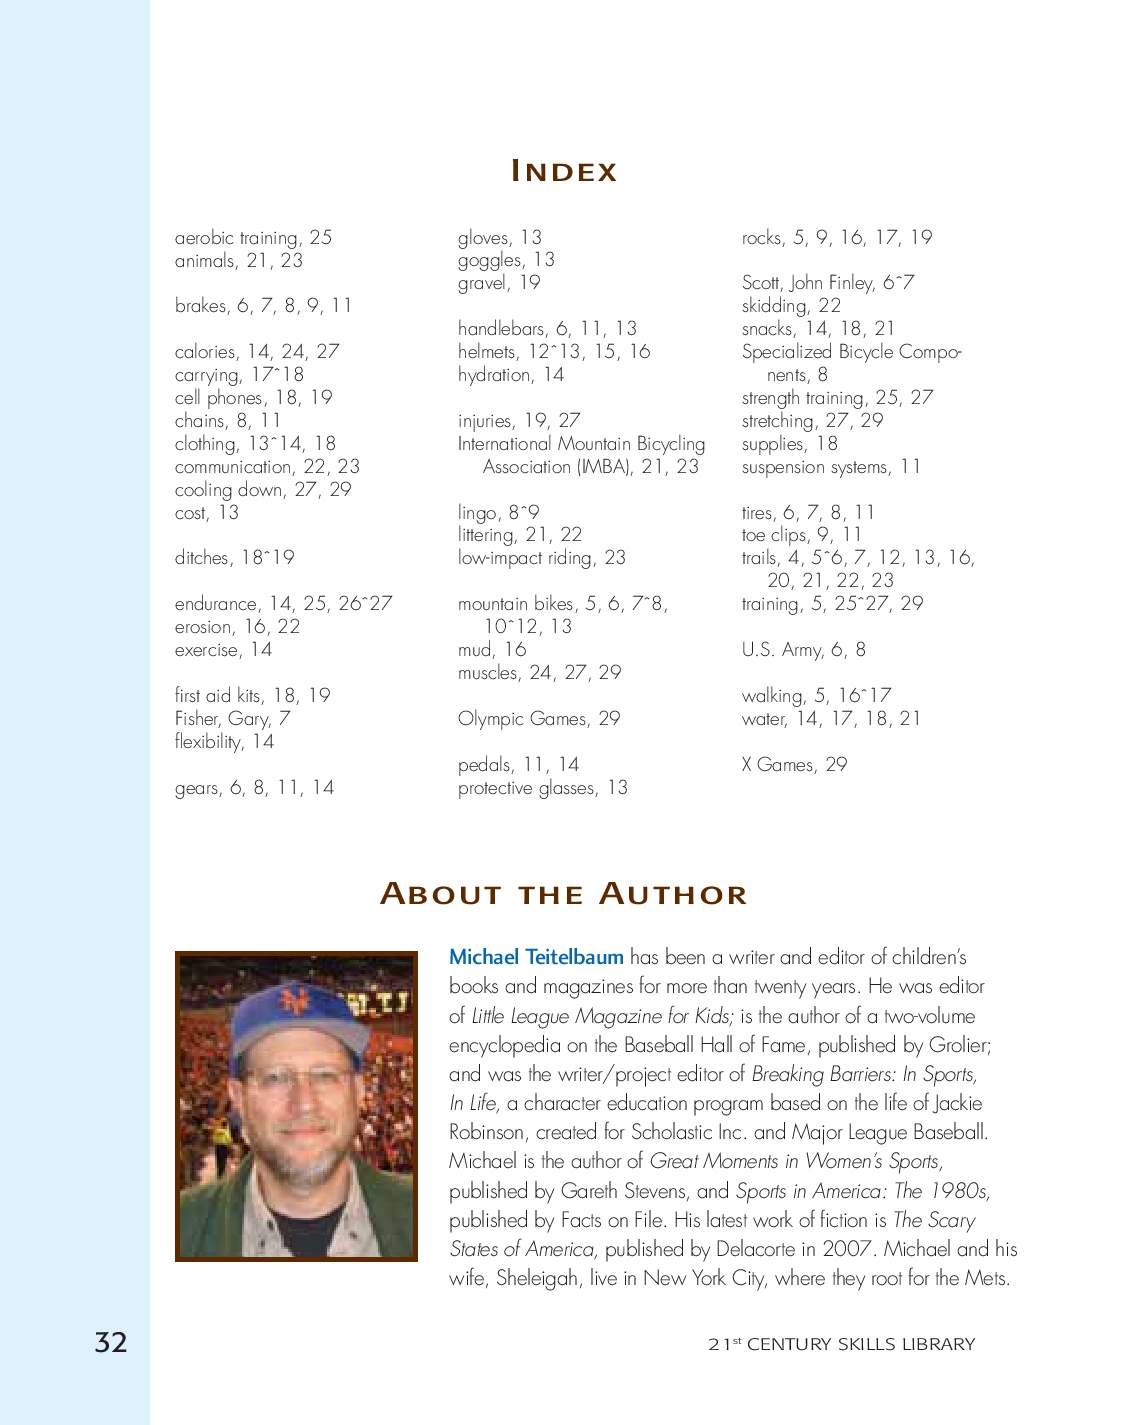 INDEX
aerobic training, 25
animals, 21, 23
brakes, 6, 7, 8, 9, 11
calories, 14, 24, 27
carrying, 17ˆ18
cell phones, 18, 19
chains, 8, 11
clothing, 13ˆ14, 18
communication, 22, 23
cooling down, 27, 29
cost, 13
ditches, 18ˆ19
endurance, 14, 25, 26ˆ27
erosion, 16, 22
exercise, 14
first aid kits, 18, 19
Fisher, Gary, 7
flexibility, 14
gears, 6, 8, 11, 14
gloves, 13
goggles, 13
gravel, 19
handlebars, 6, 11, 13
helmets, 12ˆ13, 15, 16
hydration, 14
injuries, 19, 27
International Mountain Bicycling
Association (IMBA), 21, 23
lingo, 8ˆ9
littering, 21, 22
low-impact riding, 23
mountain bikes, 5, 6, 7ˆ8,
10ˆ12, 13
mud, 16
muscles, 24, 27, 29
Olympic Games, 29
pedals, 11, 14
protective glasses, 13
rocks, 5, 9, 16, 17, 19
Scott, John Finley, 6ˆ7
skidding, 22
snacks, 14, 18, 21
Specialized Bicycle Compo-
nents, 8
strength training, 25, 27
stretching, 27, 29
supplies, 18
suspension systems, 11
tires, 6, 7, 8, 11
toe clips, 9, 11
trails, 4, 5ˆ6, 7, 12, 13, 16,
20, 21, 22, 23
training, 5, 25ˆ27, 29
U.S. Army, 6, 8
walking, 5, 16ˆ17
water, 14, 17, 18, 21
X Games, 29
ABOUT THE AUTHOR
Michael Teitelbaum has been a writer and editor of children's
books and magazines for more than twenty years. He was editor
of Little League Magazine for Kids; is the author of a two-volume
encyclopedia on the Baseball Hall of Fame, published by Grolier;
and was the writer/project editor of Breaking Barriers: In Sports,
In Life, a character education program based on the life of Jackie
Robinson, created for Scholastic Inc. and Major League Baseball.
Michael is the author of Great Moments in Women's Sports,
published by Gareth Stevens, and Sports in America: The 1980s,
published by Facts on File. His latest work of fiction is The Scary
States of America, published by Delacorte in 2007. Michael and his
wife, Sheleigah, live in New York City, where they root for the Mets.
32
21st CENTURY SKILLS LIBRARY